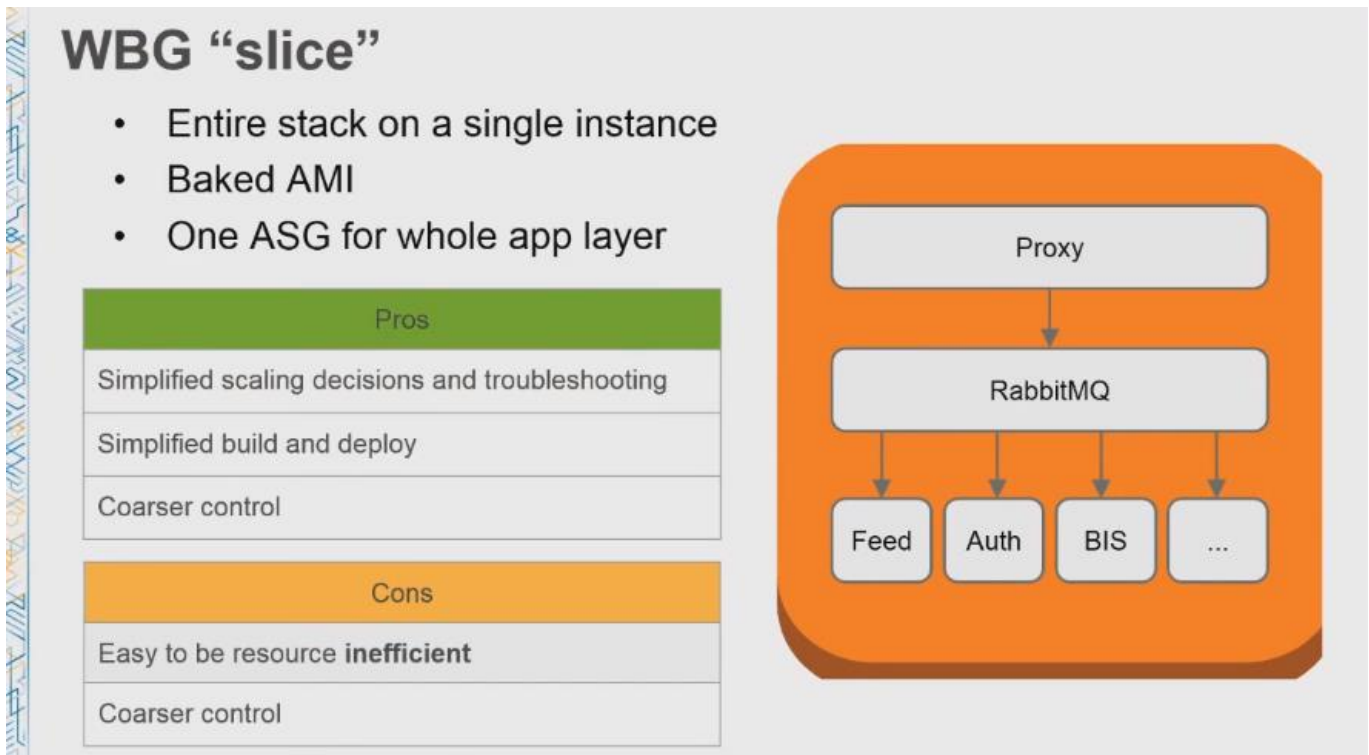 WBG “slice”
• Entire stack on a single instance
• Baked AMI
• One ASG for whole app layer
Pros
Simplified scaling decisions and troubleshooting
Simplified build and deploy
Coarser control
Cons
Easy to be resource inefficient
Coarser control
Proxy
RabbitMQ
Feed
Auth
BIS
...